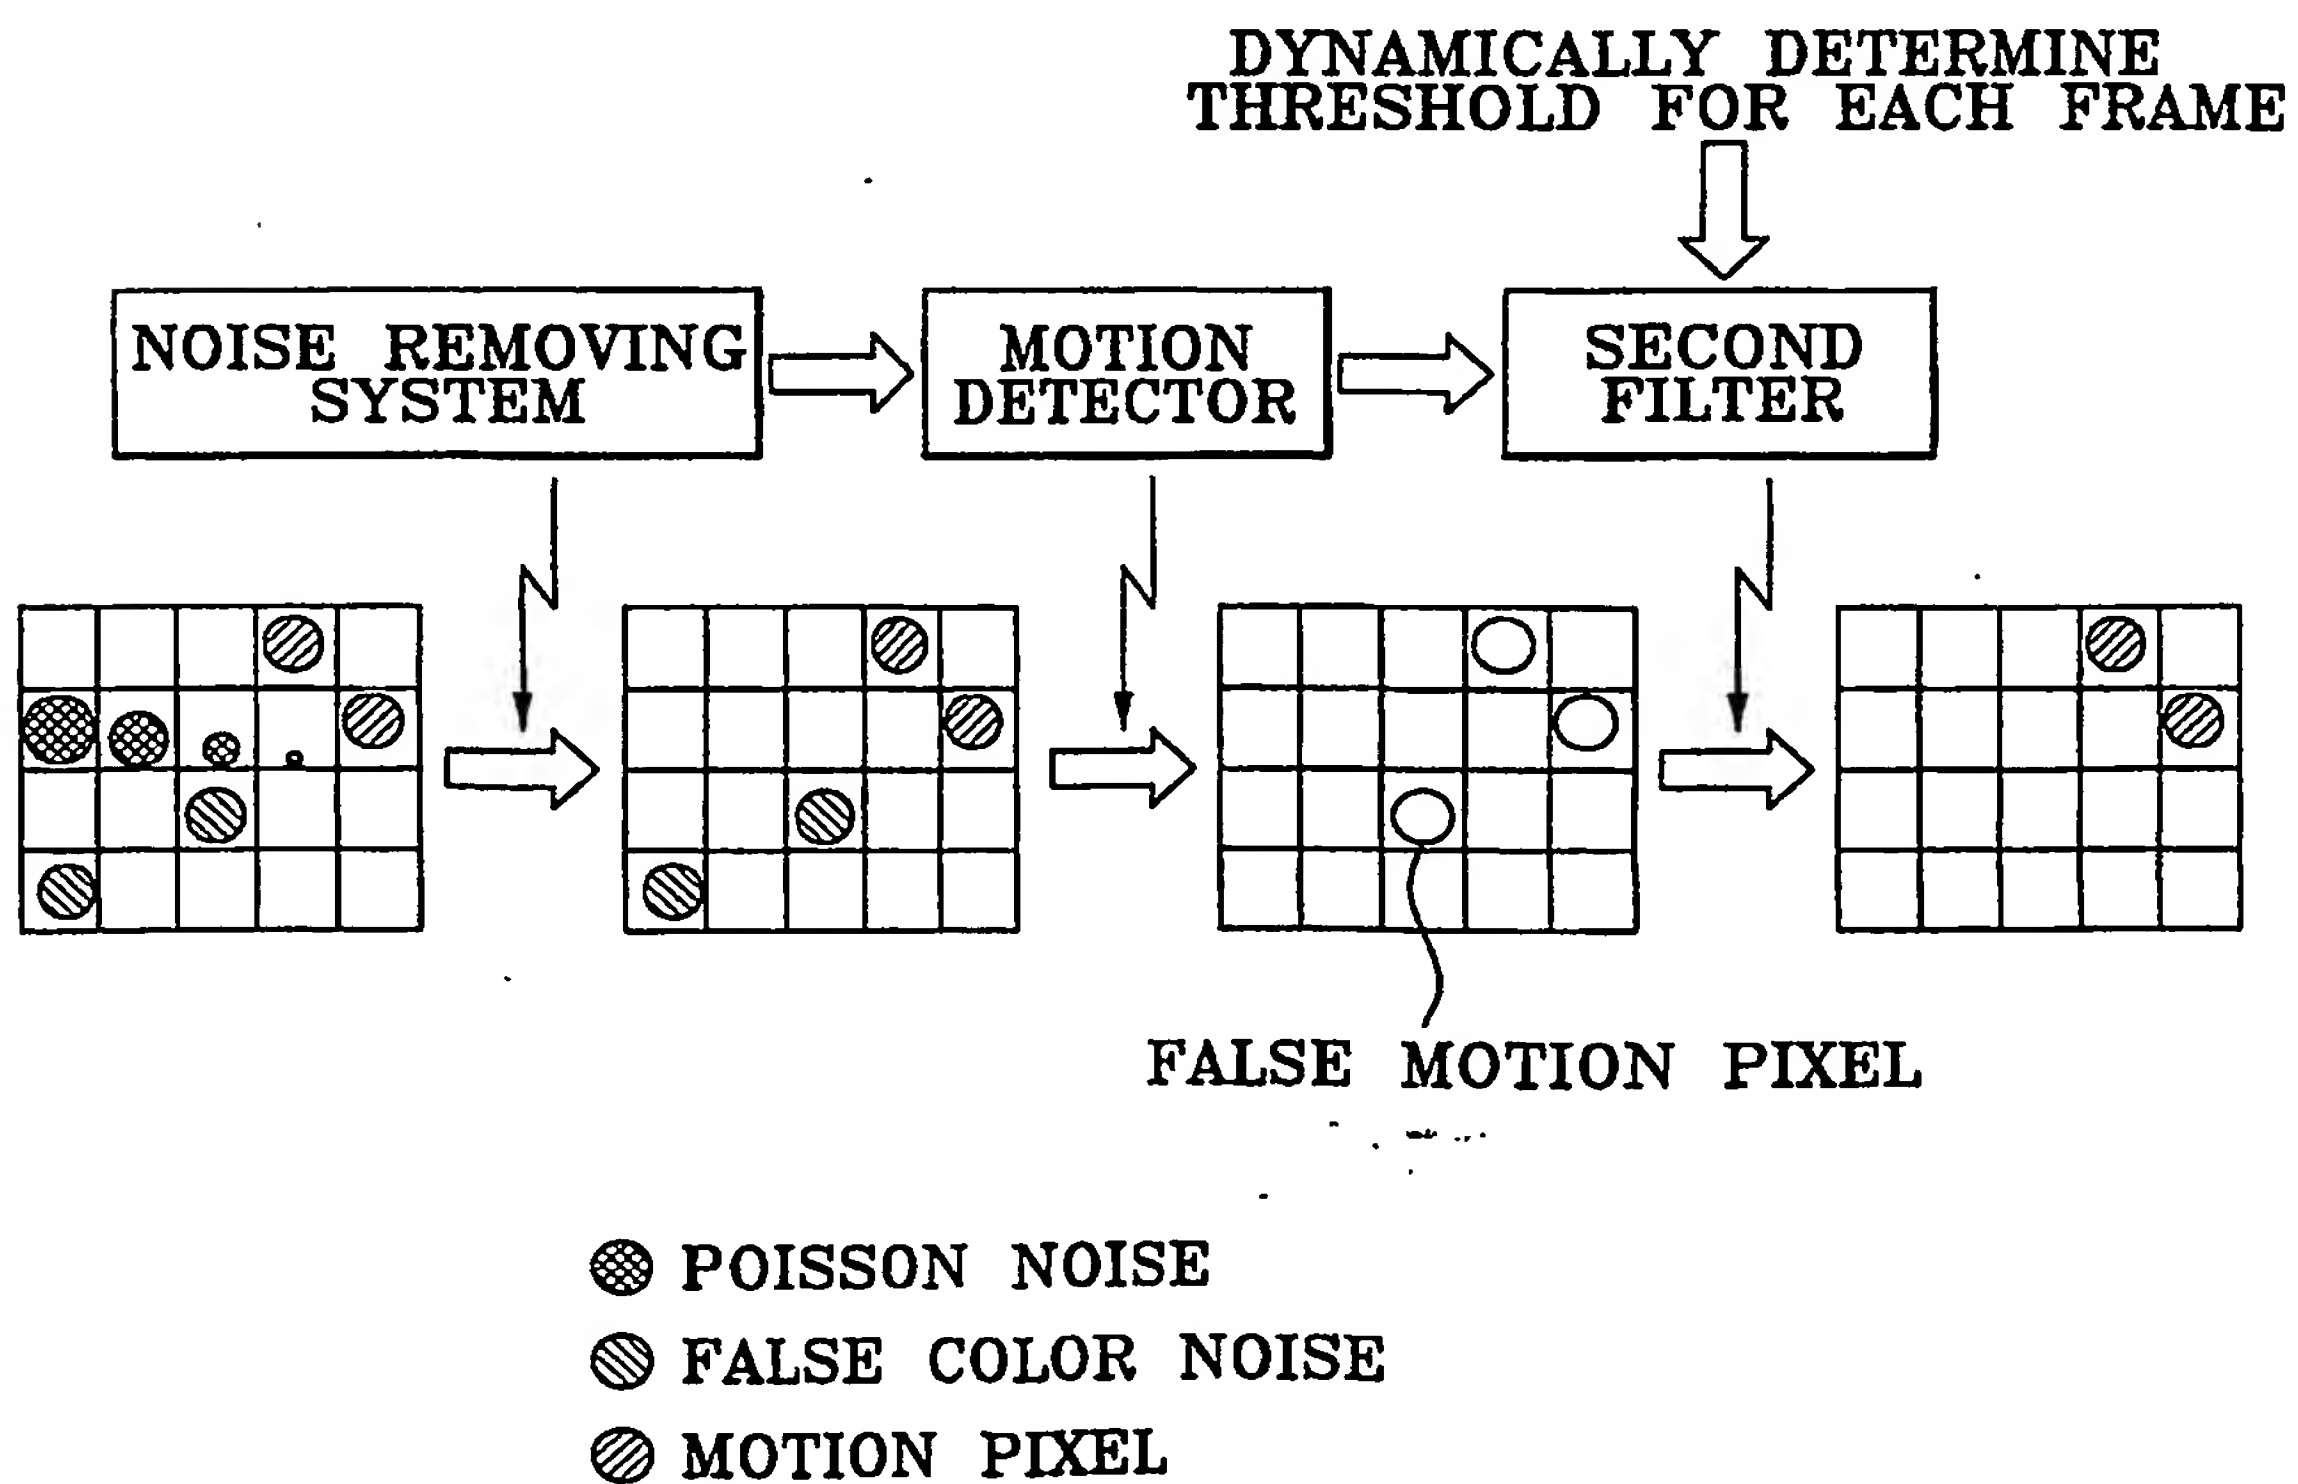 DYNAMICALLY DETERMINE
THRESHOLD FOR EACH FRAME
NOISE REMOVING
SYSTEM
MOTION
DETECTOR
SECOND
FILTER
FALSE MOTION PIXEL
POISSON NOISE
FALSE COLOR NOISE
MOTION PIXEL